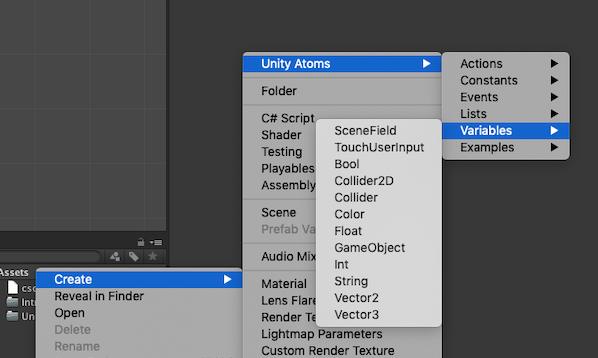 Unity Atoms
Folder
C# Script
Shader
Testing
Playables
Assembly
Scene
Prefab Va
Audio Mix
Material
Lens Flare
Render Te
Lightmap Parameters
Custom Render Texture
Actions
Constants
Events
Lists
Variables
Examples
SceneField
TouchUserInput
Bool
Collider2D
Collider
Color
Float
GameObject
Int
String
Vector2
Vector3
Assets
csc
Intr
Un
Create
Reveal in Finder
Open
Delete
Rename